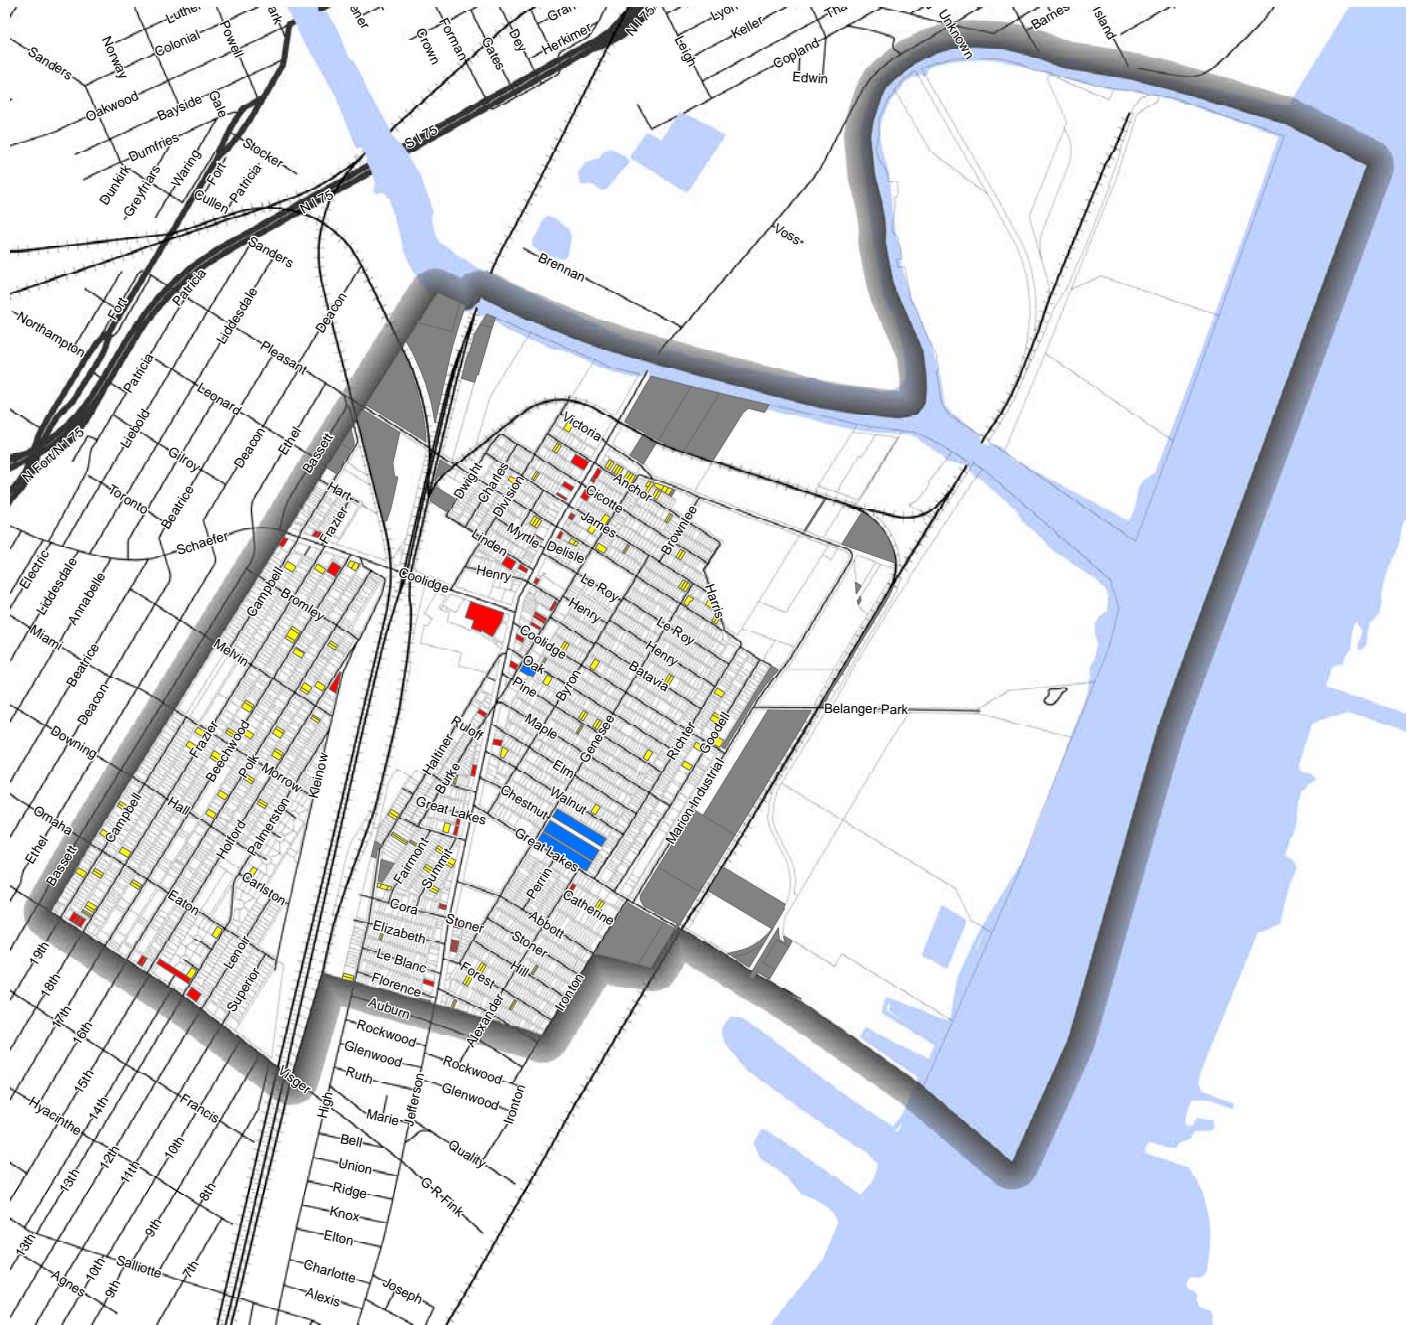 Luther
Park
Colonial
Powell
Norway
Sanders
Oakwood
Bayside
Gale
Dumfries
Dunkirk
Greyfriars
Waring
Fort
Cullen
Patricia
Stocker
Crown
Forman
Gates
Dey
Herkimer
N I 75
S I 75
N I 75
Leigh
Lyon
Keller
Copland
Edwin
Unknown
Barnes
Island
Voss
Brennan
Sanders
Patricia
Fort
Liddesdale
Deacon
Northampton
Pleasant
Patricia
Leonard
Liebold
Gilroy
Deacon
Ethel
Bassett
N Fort/N I 75
Toronto
Beatrice
Schaefer
Hart
Frazier
Electric
Liddesdale
Annabelle
Miami
Beatrice
Deacon
Downing
Campbell
Bromley
Melvin
Coolidge
Victoria
Dwight
Charles
Division
Cicotte
Anchor
James
Brownlee
Myrtle
Linden
Delisle
Henry
Le Roy
Henry
Harris
Le Roy
Henry
Batavia
Coolidge
Oak
Pine
Byron
Genesee
Maple
Ruloff
Haltiner
Burke
Elm
Walnut
Chestnut
Great Lakes
Great Lakes
Richter
Goodell
Marion Industrial
Belanger Park
Frazier
Beechwood
Polk
Morrow
Kleinow
Hall
Campbell
Holford
Palmerston
Omaha
Ethel
Bassett
Carlston
Eaton
Lenoir
Superior
Fairmont
Summit
Perrin
Catherine
Abbott
Stoner
Stoner
Cora
Elizabeth
Le Blanc
Florence
Forest
Hill
Ironton
Alexander
Auburn
Rockwood
Glenwood
Rockwood
Glenwood
Ironton
Ruth
Marie
Jefferson
Quality
Visger
High
Bell
Union
Ridge
Knox
Elton
G R Fink
Charlotte
Alexis
Joseph
19th
18th
17th
16th
15th
14th
Francis
Hyacinthe
13th
12th
11th
10th
8th
9th
7th
13th
Agnes
10th
9th
Salliotte